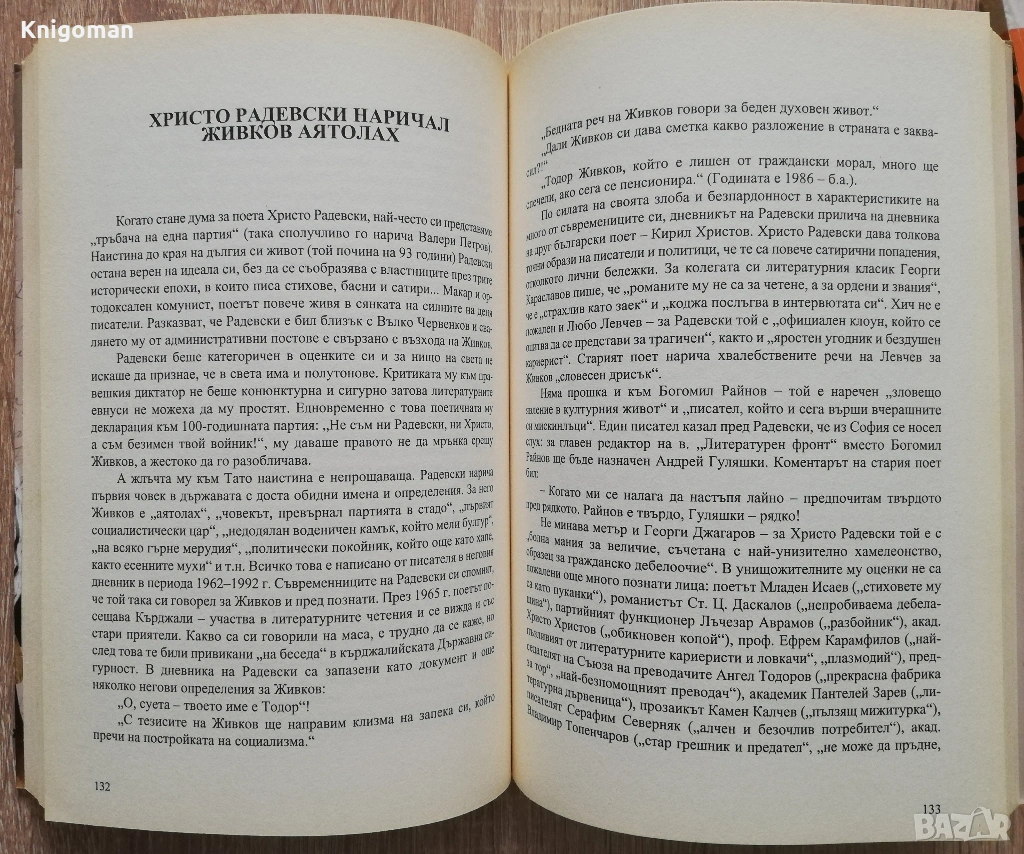 Knigoman
ХРИСТО РАДЕВСКИ НАРИЧАЛ
ЖИВКОВ АЯТОЛАХ
Когато стане дума за поета Христо Радевски, най-често си представяме
„тръбача на една партия“ (така сполучливо го нарича Валери Петров).
Наистина до края на дългия си живот (той почина на 93 години) Радевски
остана верен на идеала си, без да се съобразява с властниците през трите
исторически епохи, в които писа стихове, басни и сатири... Макар и ор-
тодоксален комунист, поетът повече живя в сянката на силните на деня
писатели. Разказват, че Радевски е бил близък с Вълко Червенков и сва-
лянето му от административни постове е свързано с възхода на Живков.
Радевски беше категоричен в оценките си и за нищо на света не
искаше да признае, че в света има и полутонове. Критиката му към пра-
вешкия диктатор не беше конюнктурна и сигурно затова литературните
евнуси не можеха да му простят. Едновременно с това поетичната му
декларация към 100-годишната партия: „Не съм ни Радевски, ни Христо,
а съм безимен твой войник!“, му даваше правото не да мрънка срещу
Живков, а жестоко да го разобличава.
А жлъчта му към Тато наистина е непрощаваща. Радевски нарича
първия човек в държавата с доста обидни имена и определения. За него
Живков е „аятолах“, „човекът, превърнал партията в стадо“, „първият
социалистически цар“, „недодялан воденичен камък, който мели булгур“,
„на всяко гърне мерудия“, „политически покойник, който още като хапе,
както есенните мухи“ и т.н. Всичко това е написано от писателя в неговия
дневник в периода 1962–1992 г. Съвременниците на Радевски си спомнят,
че той така си говорел за Живков и пред познати. През 1965 г. поетът по-
сещава Кърджали – участва в литературните четения и се вижда и със
стари приятели. Какво са си говорили на маса, е трудно да се каже, но
след това те били привикани „на беседа“ в кърджалийската Държавна си-
гурност. В дневника на Радевски са запазени като документ и още
няколко негови определения за Живков:
„О, суета – твоето име е Тодор“!
„С тезисите на Живков ще направим клизма на запека си, който
пречи на постройката на социализма.“
132
„Бедната реч на Живков говори за беден духовен живот.“
„Дали Живков си дава сметка какво разложение в страната е заква-
сил?!“
„Тодор Живков, който е лишен от граждански морал, много ще
спечели, ако сега се пенсионира.“ (Годината е 1986 – б.а.).
По силата на своята злоба и безпардонност в характеристиките на
много от съвремениците си, дневникът на Радевски прилича на дневника
на друг български поет – Кирил Христов. Христо Радевски дава толкова
точни образи на писатели и политици, че те са повече сатирични попадения,
отколкото лични бележки. За колегата си литературния класик Георги
Караславов пише, че „романите му не са за четене, а за ордени и звания“,
че е „страхлив като заек“ и „коджа послъгва в интервютата си“. Хич не е
пожален и Любо Левчев – за Радевски той е „официален клоун, който се
опитва да се представи за трагичен“, както и „яростен угодник и бездушен
кариерист“. Старият поет нарича хвалебствените речи на Левчев за
Живков „словесен дрисък“.
Няма прошка и към Богомил Райнов – той е наречен „зловещо
явление в културния живот“ и „писател, който и сега върши вчерашните
си мискинлъци“. Един писател казал пред Радевски, че из София се носел
слух: за главен редактор на в. „Литературен фронт“ вместо Богомил
Райнов ще бъде назначен Андрей Гуляшки. Коментарът на стария поет
бил:
– Когато ми се налага да настъпя лайно – предпочитам твърдото
пред рядкото. Райнов е твърдо, Гуляшки – рядко!
Не минава метър и Георги Джагаров – за Христо Радевски той е с
„болна мания за величие, съчетана с най-унизително хамелеонство,
образец за гражданско дебелоочие“. В унищожителните му оценки не са
пожалени още много познати лица: поетът Младен Исаев („стиховете му
са като пуканки“), романистът Ст. Ц. Даскалов („непробиваема дебела-
щина“), партийният функционер Лъчезар Аврамов („разбойник“), акад.
Христо Христов („обикновен копой“), проф. Ефрем Карамфилов („най-
пъзливият от литературните кариеристи и ловкачи“, „плазмодий“), пред-
седателят на Съюза на преводачите Ангел Тодоров („прекрасна фабрика
за тор“, „най-безпомощният преводач“), академик Пантелей Зарев („ли-
тературна дървеница“), прозаикът Камен Калчев („пълзящ мижитурка“),
писателят Серафим Северняк („алчен и безочлив потребител“), акад.
Владимир Топенчаров („стар грешник и предател“, „не може да пръдне,
133
BAZAR